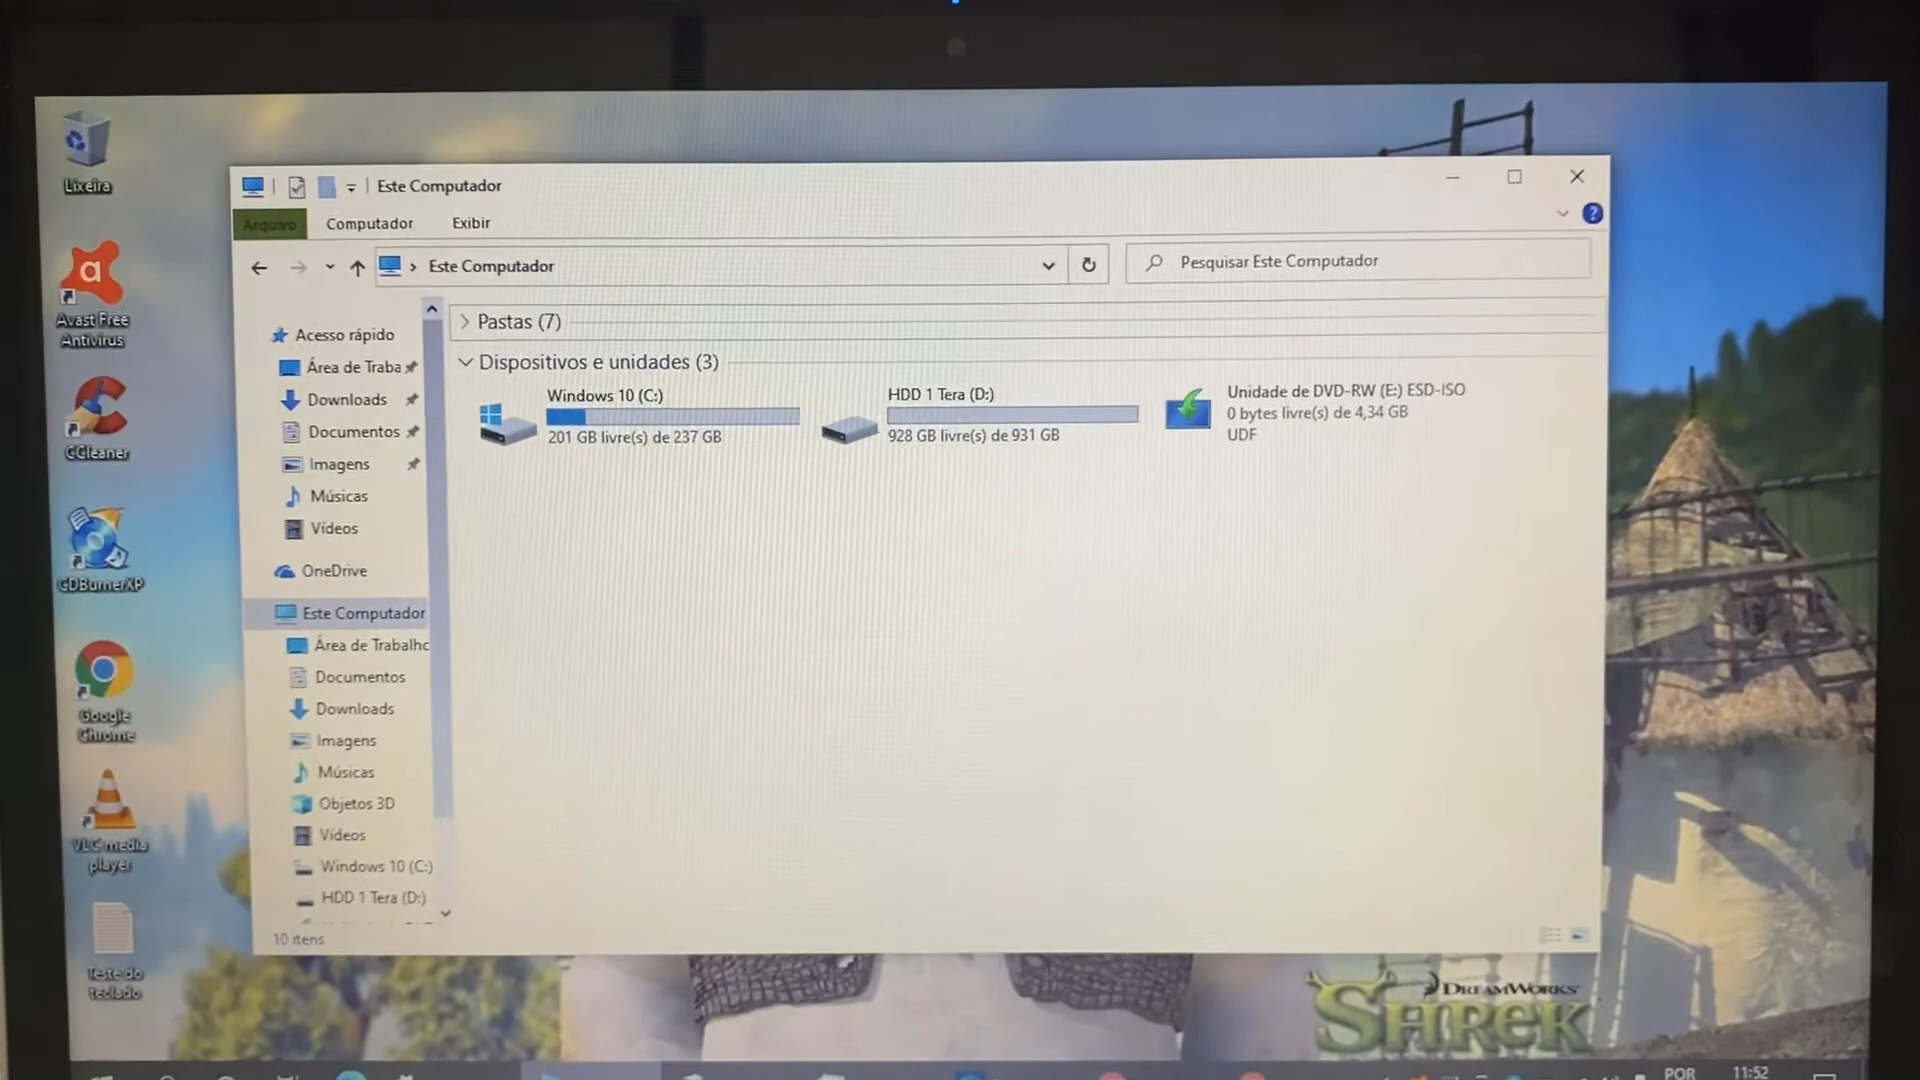 Lixeira
Avast Free
Antivirus
CCleaner
CDBurnerXP
Google
Chrome
VLC media
player
Teste do
teclado
Este Computador
Arquivo
Computador
Exibir
Este Computador
Pesquisar Este Computador
Acesso rápido
Área de Traba
Downloads
Documentos
Imagens
Músicas
Vídeos
OneDrive
Este Computador
Área de Trabalho
Documentos
Downloads
Imagens
Músicas
Objetos 3D
Vídeos
Windows 10 (C:)
HDD 1 Tera (D:)
10 itens
Pastas (7)
Dispositivos e unidades (3)
Windows 10 (C:)
201 GB livre(s) de 237 GB
HDD 1 Tera (D:)
928 GB livre(s) de 931 GB
Unidade de DVD-RW (E:) ESD-ISO
0 bytes livre(s) de 4,34 GB
UDF
DREAMWORKS
SHREK
POR
11:52